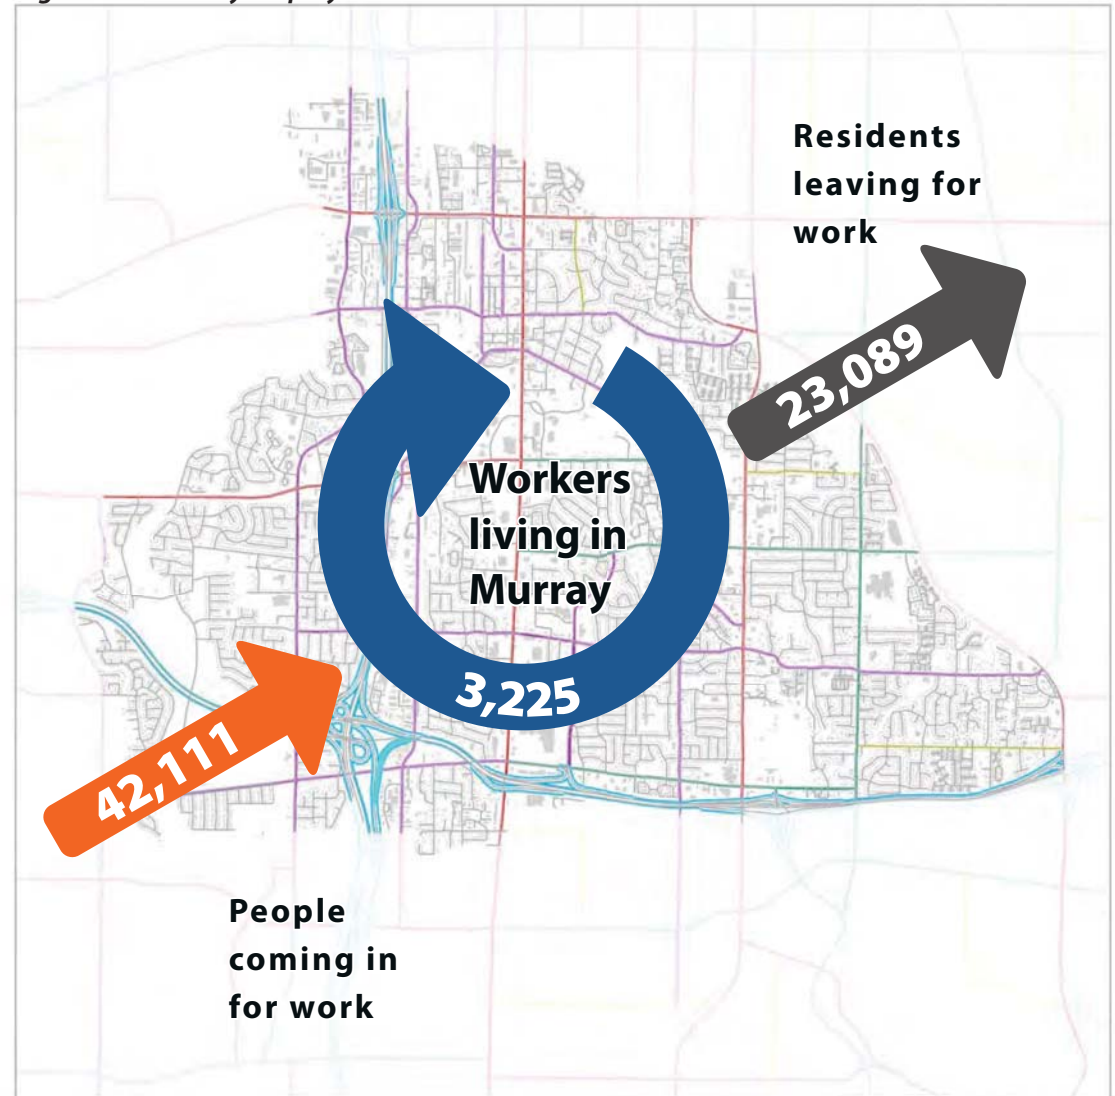 Residents
leaving for
work
23,089
Workers
living in
Murray
3,225
42,111
People
coming in
for work